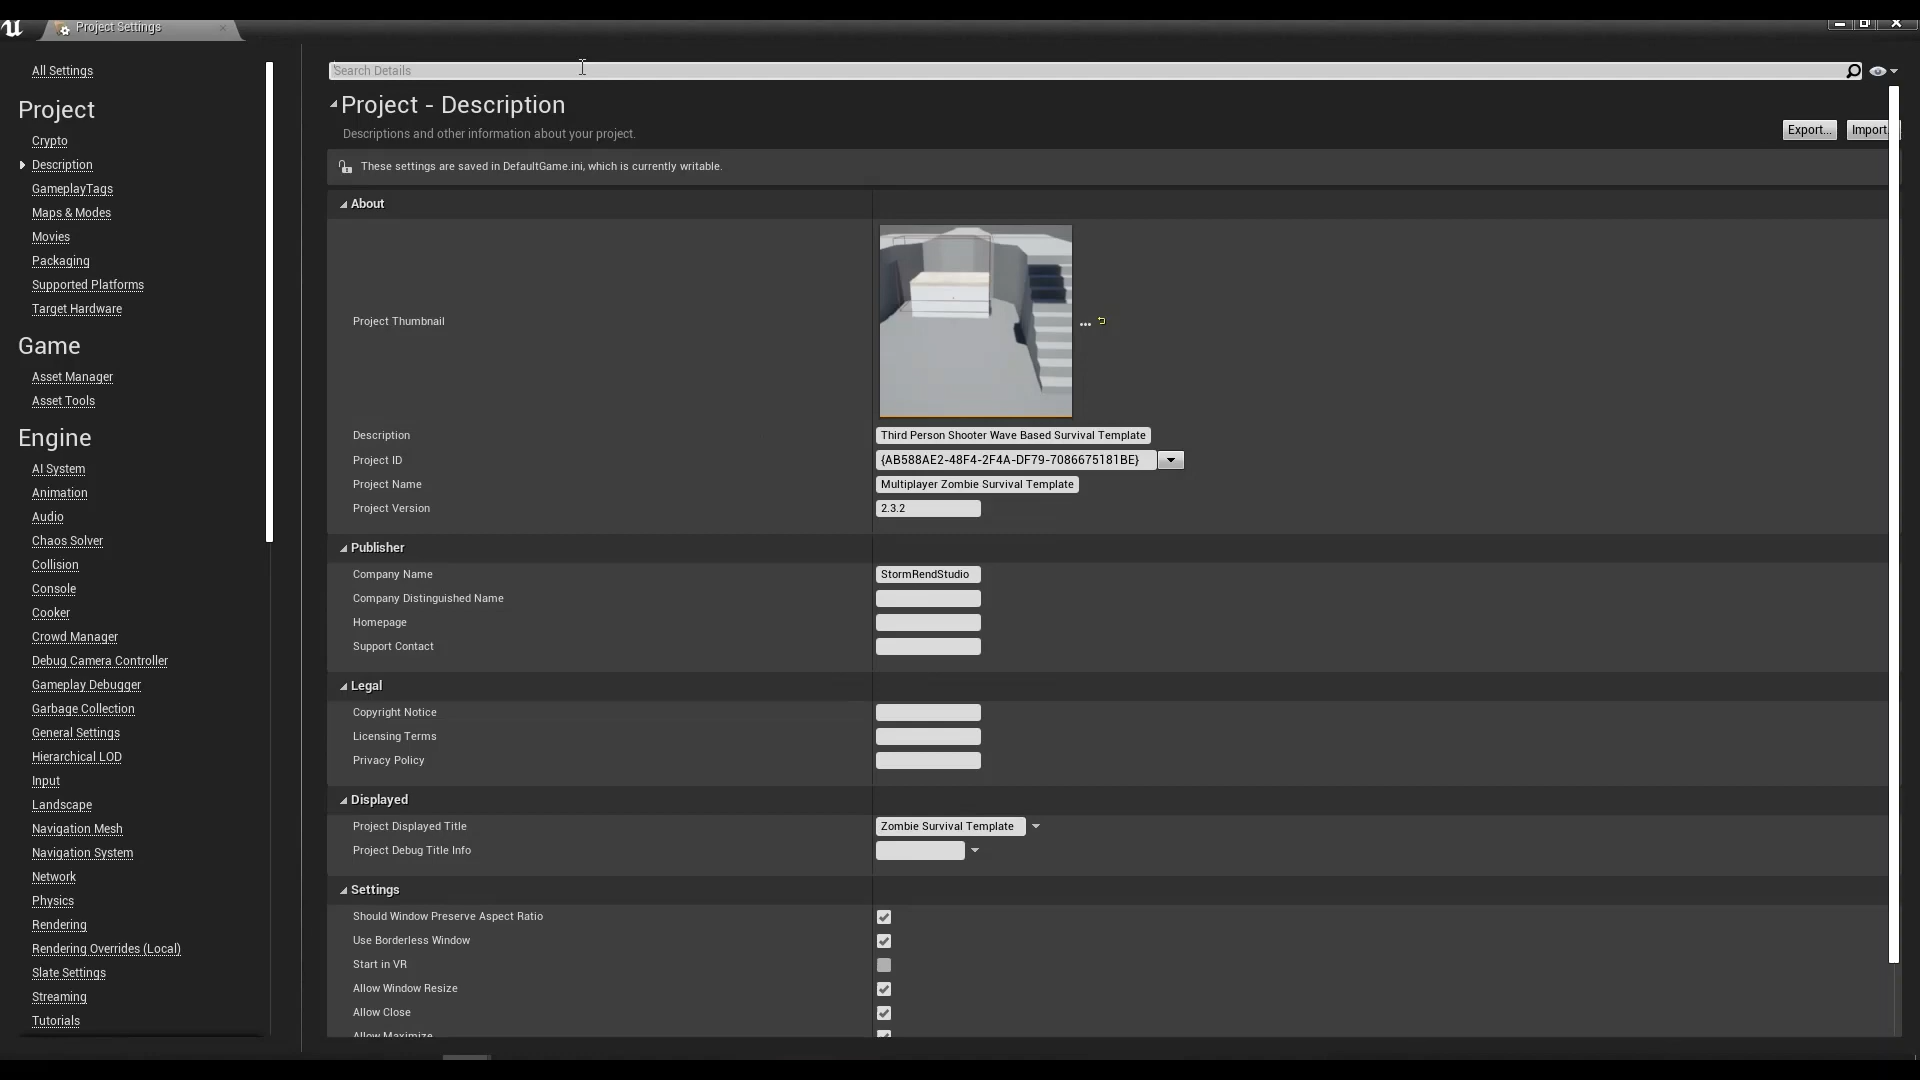 Project Settings
All Settings
Project
Crypto
Description
GameplayTags
Maps & Modes
Movies
Packaging
Supported Platforms
Target Hardware
Game
Asset Manager
Asset Tools
Engine
AI System
Animation
Audio
Chaos Solver
Collision
Console
Cooker
Crowd Manager
Debug Camera Controller
Gameplay Debugger
Garbage Collection
General Settings
Hierarchical LOD
Input
Landscape
Navigation Mesh
Navigation System
Network
Physics
Rendering
Rendering Overrides (Local)
Slate Settings
Streaming
Tutorials
Search Details
Project - Description
Descriptions and other information about your project.
Export... Import
These settings are saved in DefaultGame.ini, which is currently writable.
About
Project Thumbnail
Description Third Person Shooter Wave Based Survival Template
Project ID {AB588AE2-48F4-2F4A-DF79-7086675181BE}
Project Name Multiplayer Zombie Survival Template
Project Version 2.3.2
Publisher
Company Name StormRendStudio
Company Distinguished Name
Homepage
Support Contact
Legal
Copyright Notice
Licensing Terms
Privacy Policy
Displayed
Project Displayed Title Zombie Survival Template
Project Debug Title Info
Settings
Should Window Preserve Aspect Ratio
Use Borderless Window
Start in VR
Allow Window Resize
Allow Close
Allow Maximize